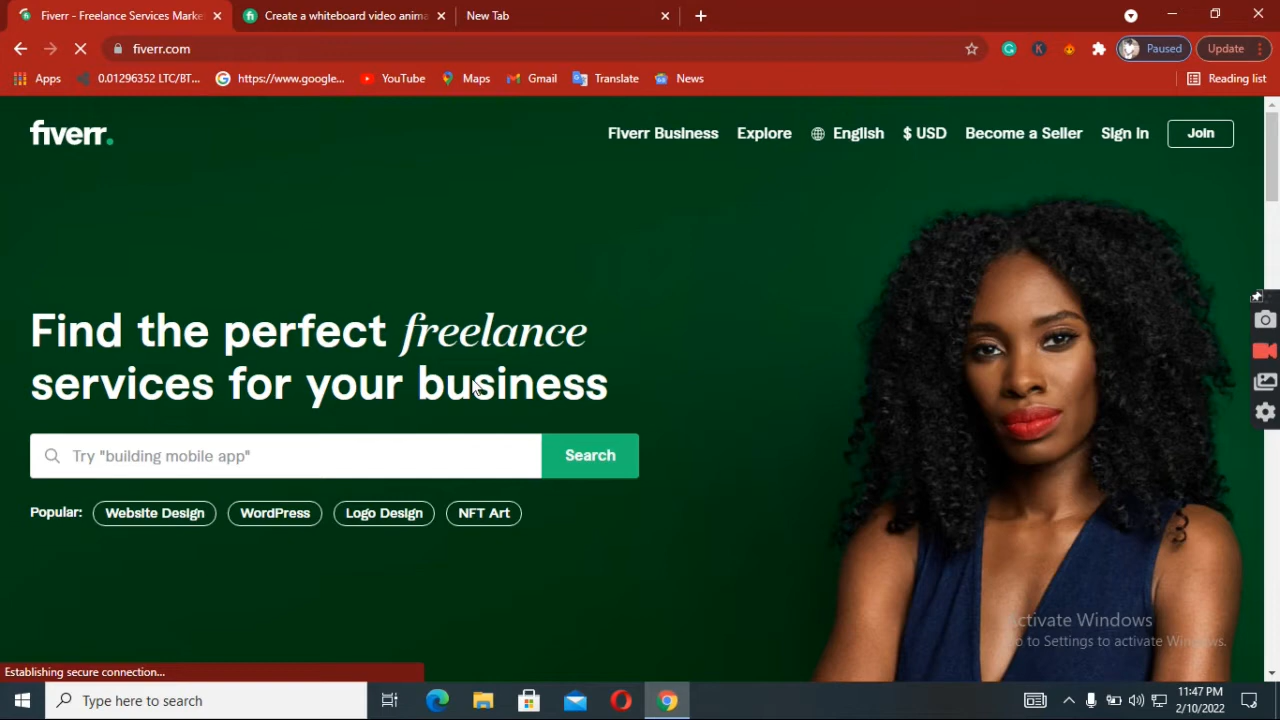 Fiverr - Freelance Services Marke
Create a whiteboard video anima
New Tab
fiverr.com
Paused
Update
Apps
0.01296352 LTC/BT...
https://www.google...
YouTube
Maps
Gmail
Translate
News
Reading list
fiverr.
Fiverr Business
Explore
English
$ USD
Become a Seller
Sign in
Join
Find the perfect freelance
services for your business
Try "building mobile app"
Search
Popular:
Website Design
WordPress
Logo Design
NFT Art
Activate Windows
Go to Settings to activate Windows.
Establishing secure connection...
Type here to search
11:47 PM
2/10/2022